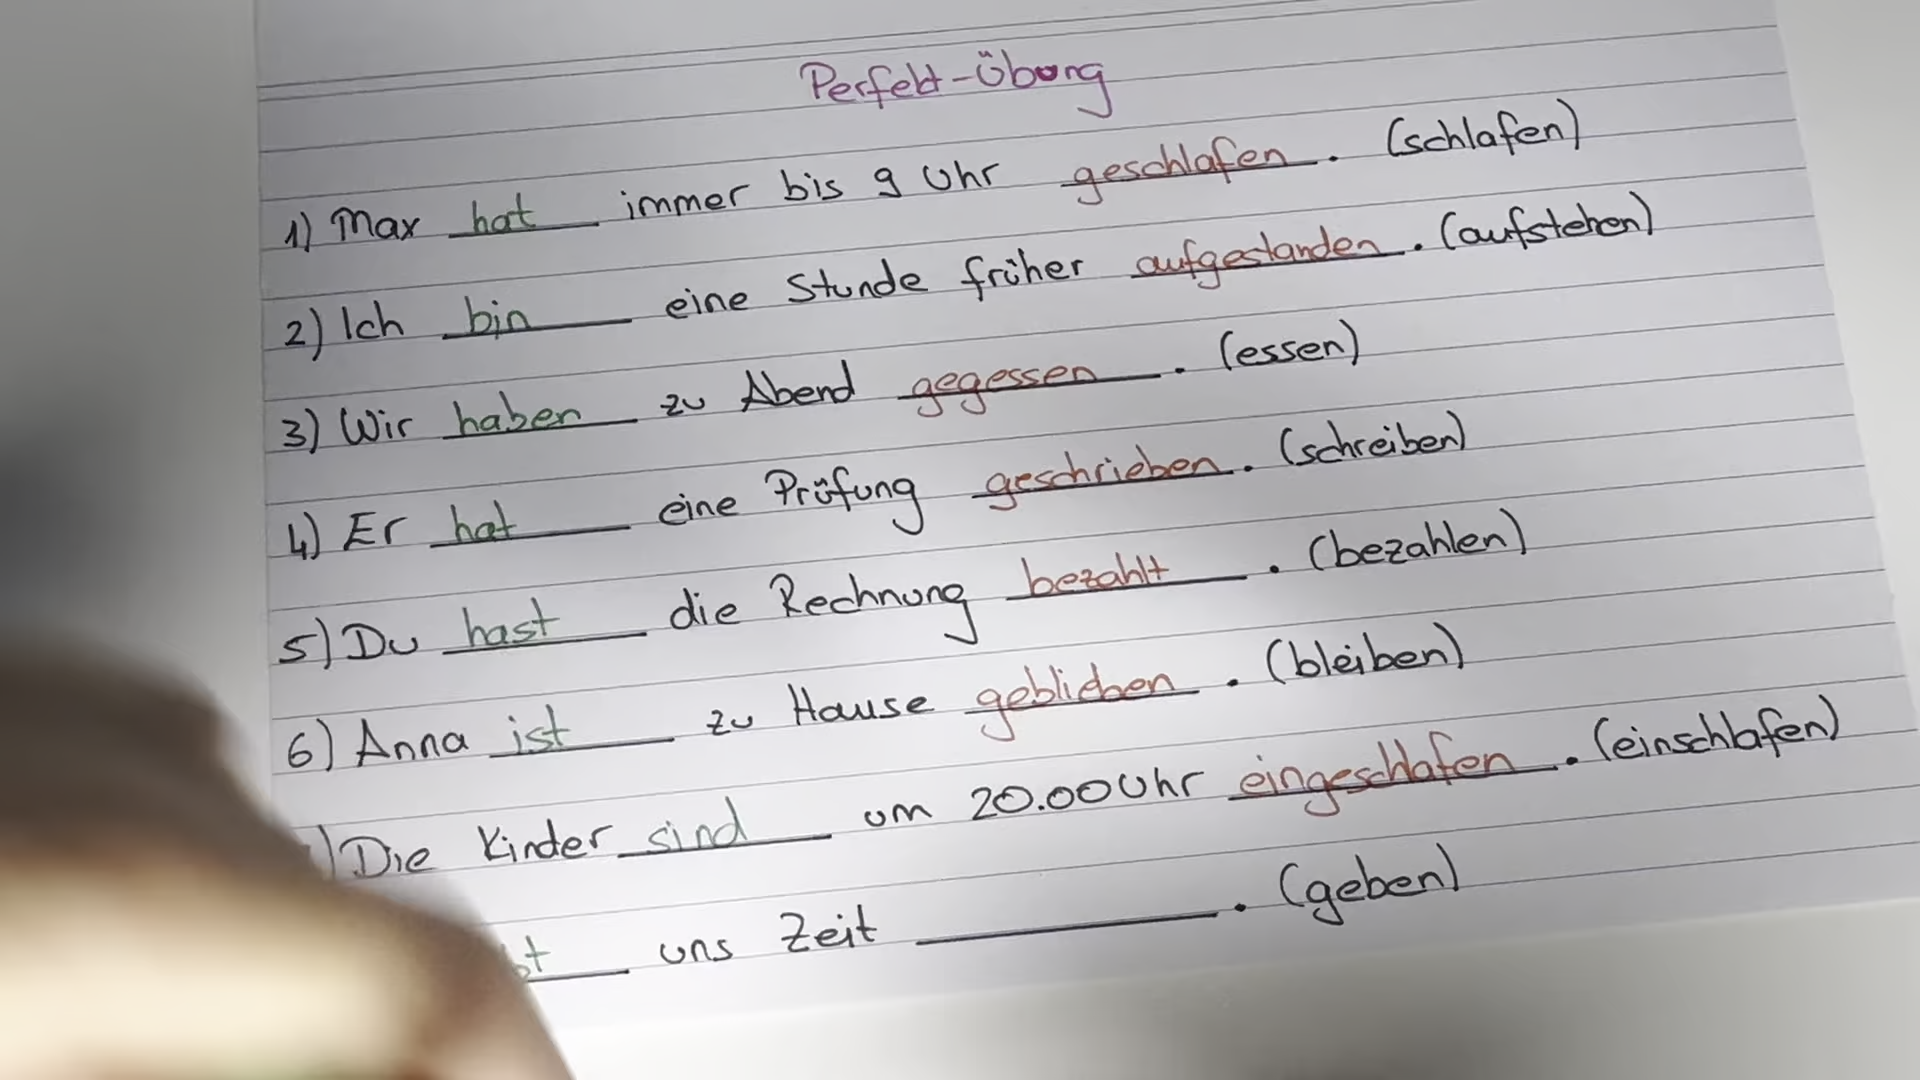 Perfekt-Übung
1) Max hat immer bis 9 Uhr geschlafen. (schlafen)
2) Ich bin eine Stunde früher aufgestanden. (aufstehen)
3) Wir haben zu Abend gegessen. (essen)
4) Er hat eine Prüfung geschrieben. (schreiben)
5) Du hast die Rechnung bezahlt. (bezahlen)
6) Anna ist zu Hause geblieben. (bleiben)
) Die Kinder sind um 20.00 Uhr eingeschlafen. (einschlafen)
uns Zeit ________. (geben)